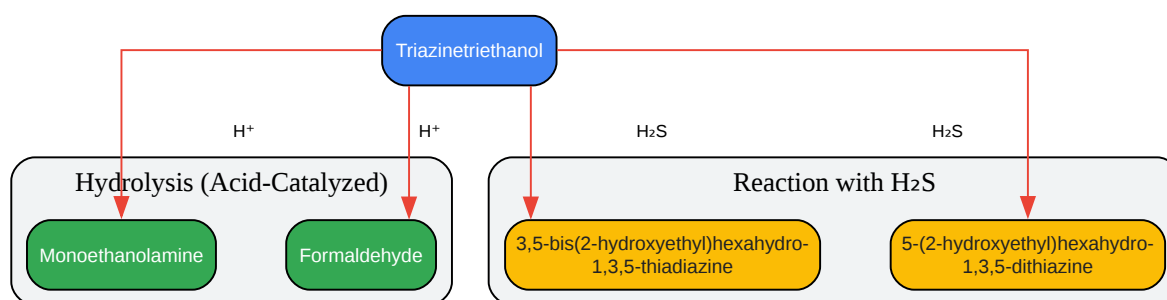 Triazinetriethanol
H⁺
H⁺
H₂S
H₂S
Hydrolysis (Acid-Catalyzed)
Reaction with H₂S
Monoethanolamine
Formaldehyde
3,5-bis(2-hydroxyethyl)hexahydro-
1,3,5-thiadiazine
5-(2-hydroxyethyl)hexahydro-
1,3,5-dithiazine